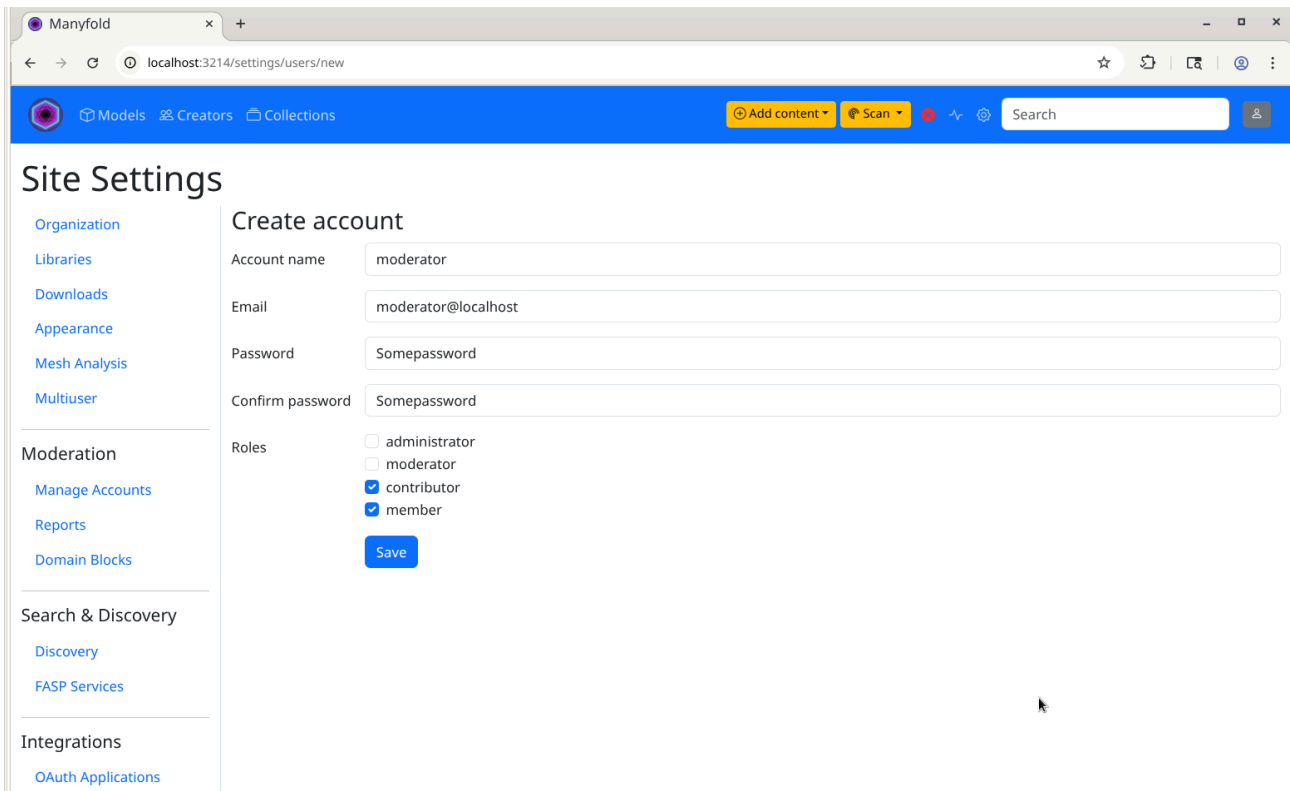 Manyfold
localhost:3214/settings/users/new
Models Creators Collections Add content Scan Search
Site Settings
Organization
Libraries
Downloads
Appearance
Mesh Analysis
Multiuser
Moderation
Manage Accounts
Reports
Domain Blocks
Search & Discovery
Discovery
FASP Services
Integrations
OAuth Applications
Create account
Account name moderator
Email moderator@localhost
Password Somepassword
Confirm password Somepassword
Roles administrator
moderator
contributor
member
Save